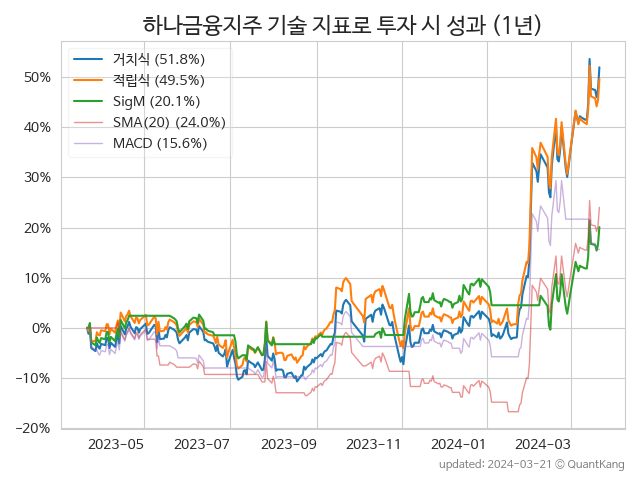 하나금융지주 기술 지표로 투자 시 성과 (1년)
거치식 (51.8%)
적립식 (49.5%)
SigM (20.1%)
SMA(20) (24.0%)
MACD (15.6%)
50%
40%
30%
20%
10%
0%
−10%
−20%
2023-05 2023-07 2023-09 2023-11 2024-01 2024-03
updated: 2024-03-21 © QuantKang